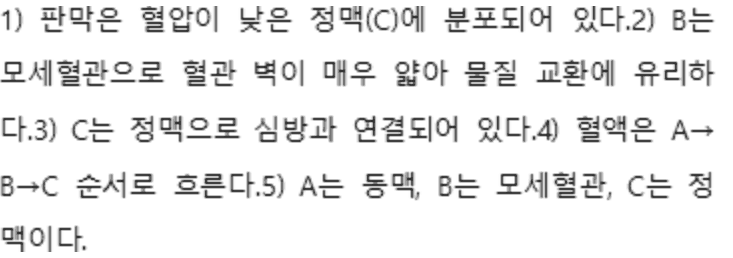 1) 판막은 혈압이 낮은 정맥(C)에 분포되어 있다.2) B는
모세혈관으로 혈관 벽이 매우 얇아 물질 교환에 유리하
다.3) C는 정맥으로 심방과 연결되어 있다.4) 혈액은 A→
B→C 순서로 흐른다.5) A는 동맥, B는 모세혈관, C는 정
맥이다.